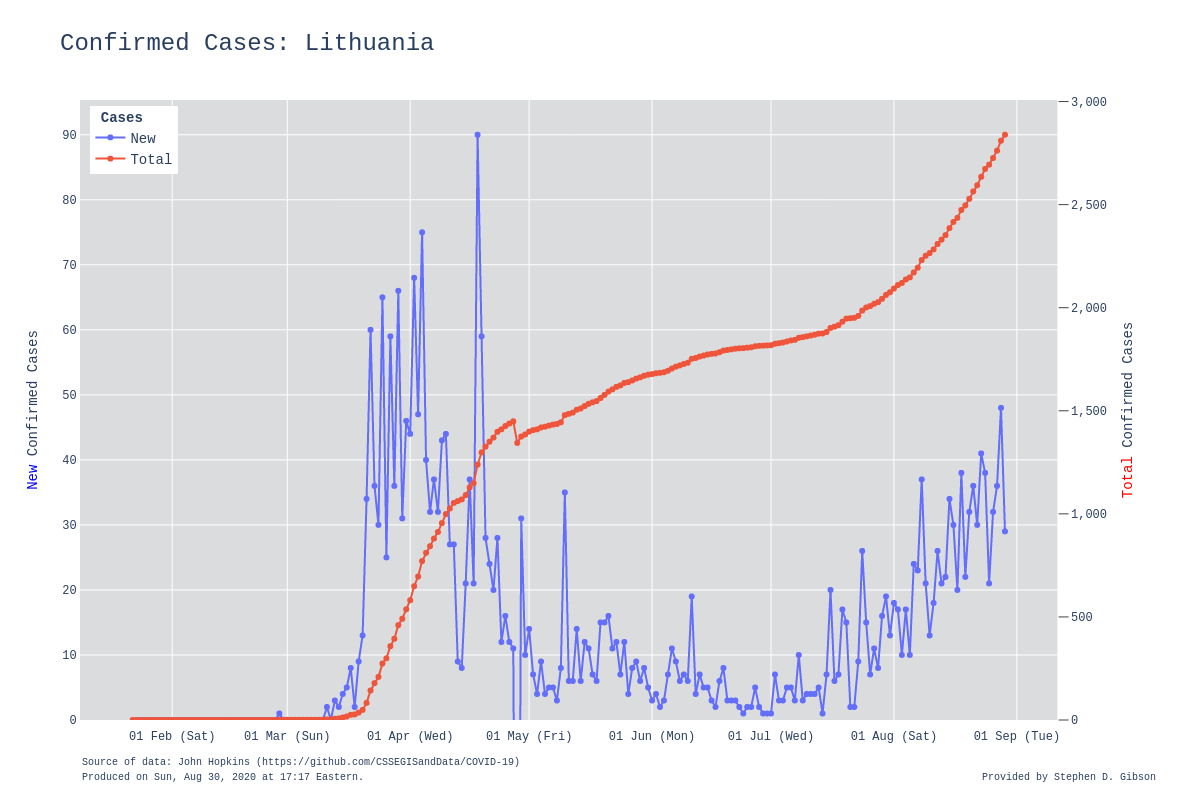 Confirmed Cases: Lithuania
Cases
New
Total
90
80
70
60
50
40
30
20
10
0
New Confirmed Cases
3,000
2,500
2,000
1,500
1,000
500
0
Total Confirmed Cases
01 Feb (Sat) 01 Mar (Sun) 01 Apr (Wed) 01 May (Fri) 01 Jun (Mon) 01 Jul (Wed) 01 Aug (Sat) 01 Sep (Tue)
Source of data: John Hopkins (https://github.com/CSSEGISandData/COVID-19)
Produced on Sun, Aug 30, 2020 at 17:17 Eastern.
Provided by Stephen D. Gibson